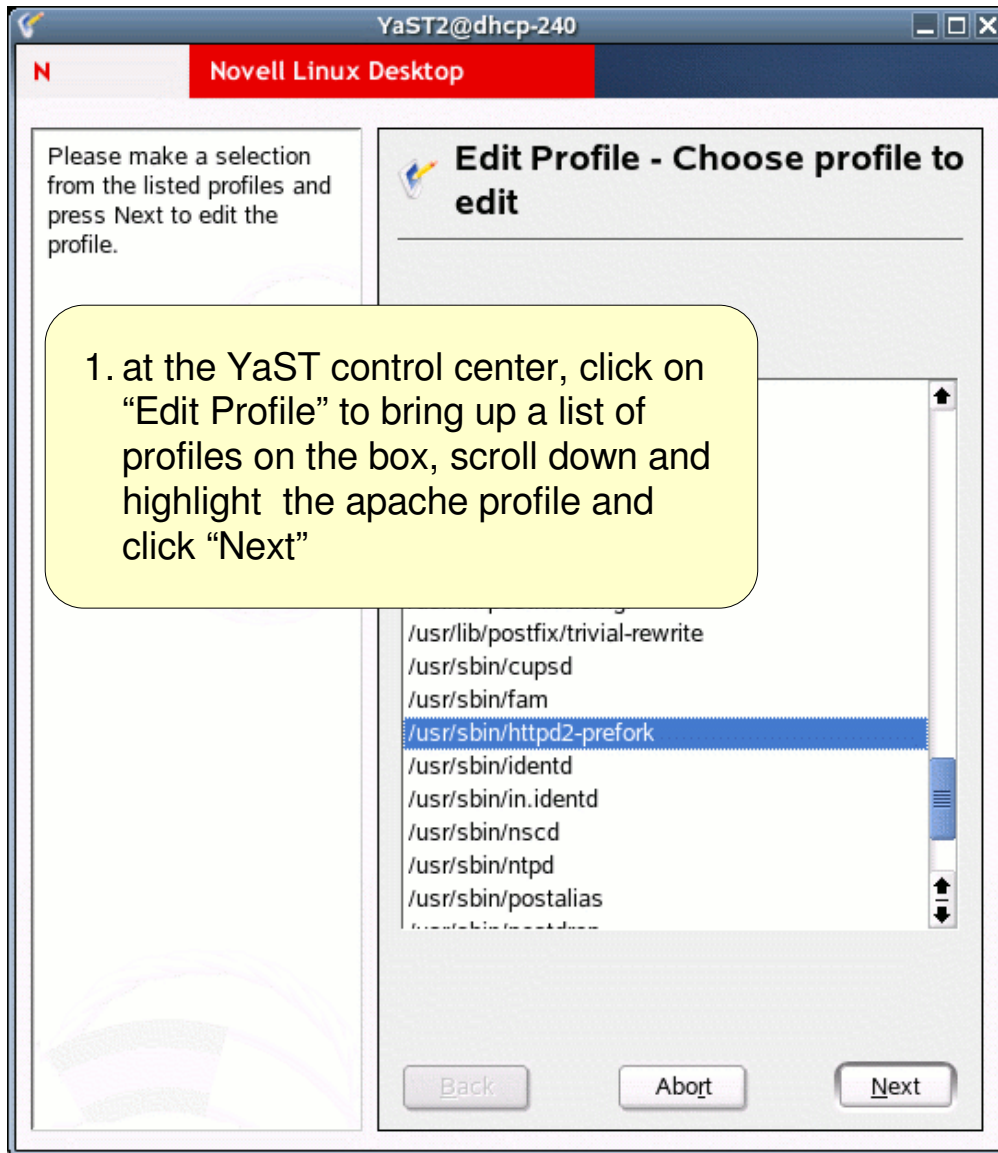 YaST2@dhcp-240
N
Novell Linux Desktop
Please make a selection
from the listed profiles and
press Next to edit the
profile.
Edit Profile - Choose profile to
edit
1. at the YaST control center, click on
“Edit Profile” to bring up a list of
profiles on the box, scroll down and
highlight  the apache profile and
click “Next”
/usr/lib/postfix/trivial-rewrite
/usr/sbin/cupsd
/usr/sbin/fam
/usr/sbin/httpd2-prefork
/usr/sbin/identd
/usr/sbin/in.identd
/usr/sbin/nscd
/usr/sbin/ntpd
/usr/sbin/postalias
Back
Abort
Next